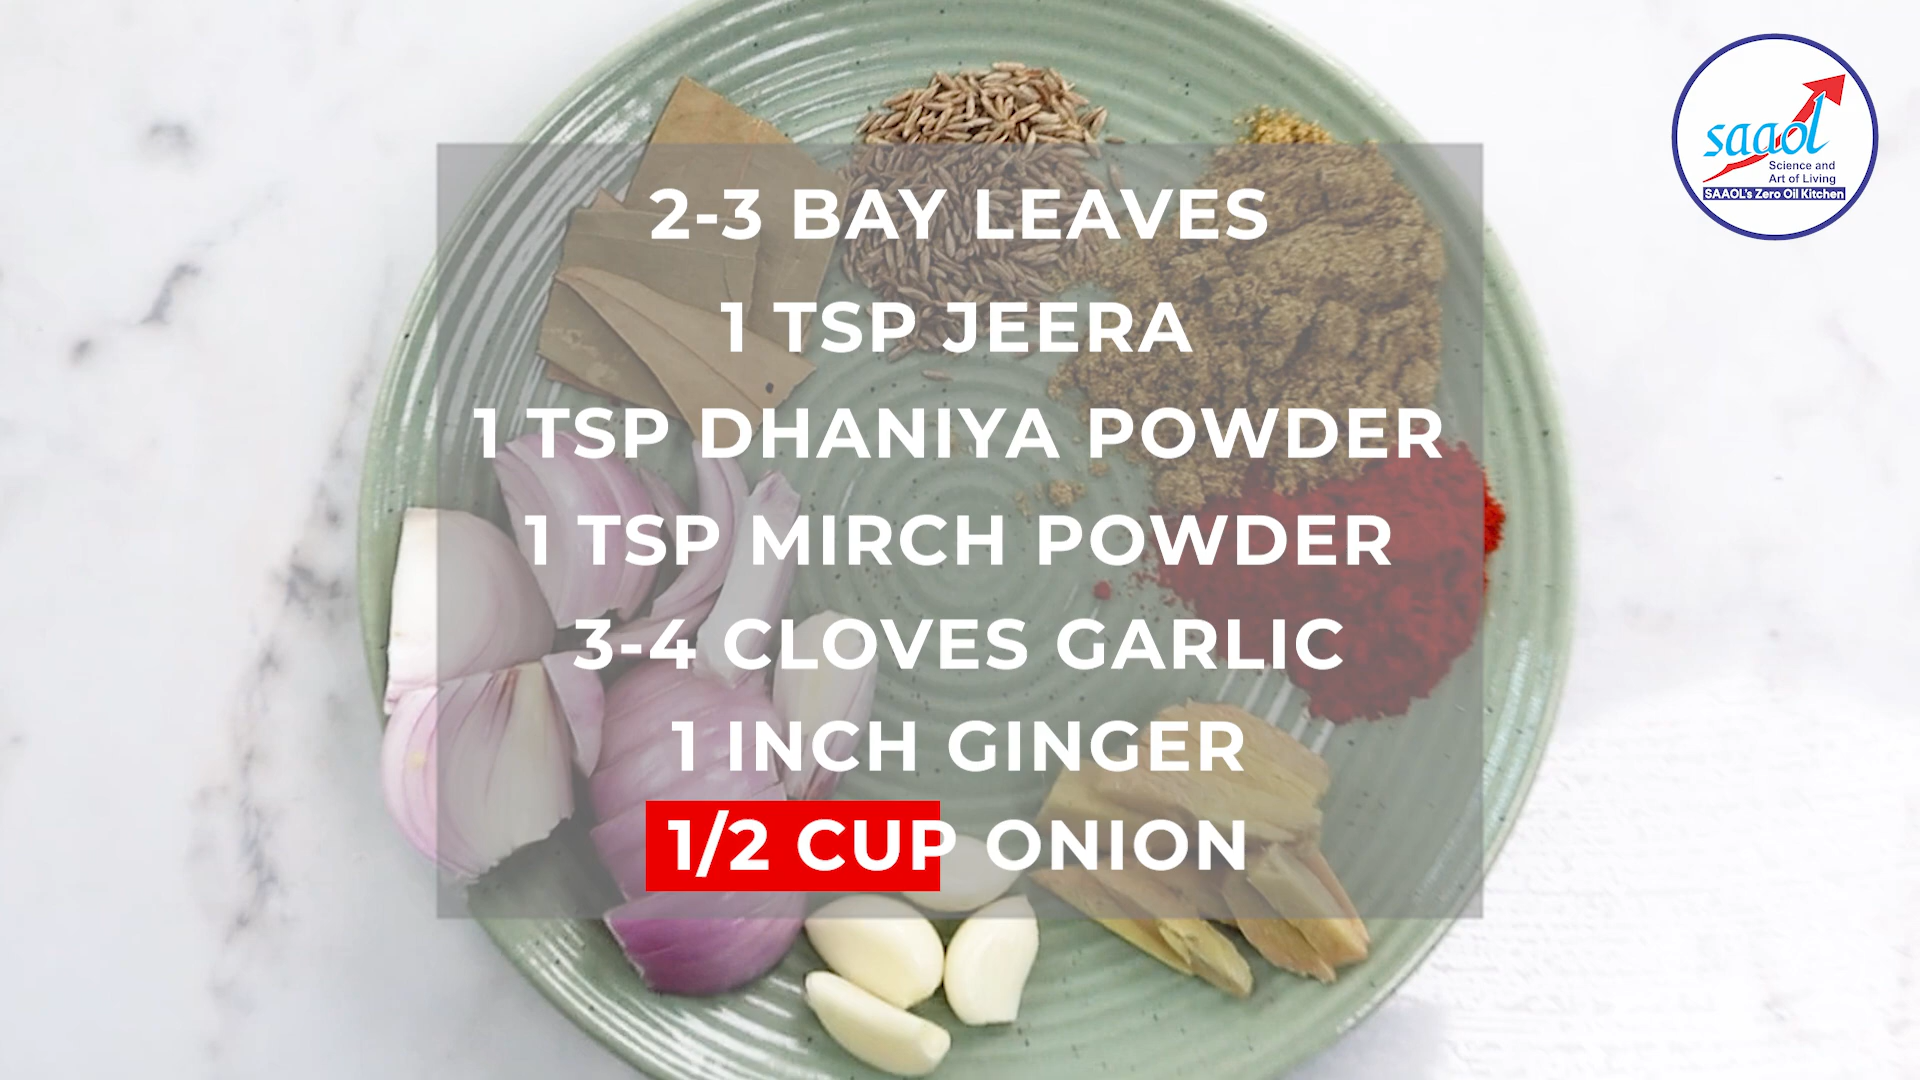 saaol
Science and
Art of Living
SAAOL's Zero Oil Kitchen
2-3 BAY LEAVES
1 TSP JEERA
1 TSP DHANIYA POWDER
1 TSP MIRCH POWDER
3-4 CLOVES GARLIC
1 INCH GINGER
1/2 CUP ONION